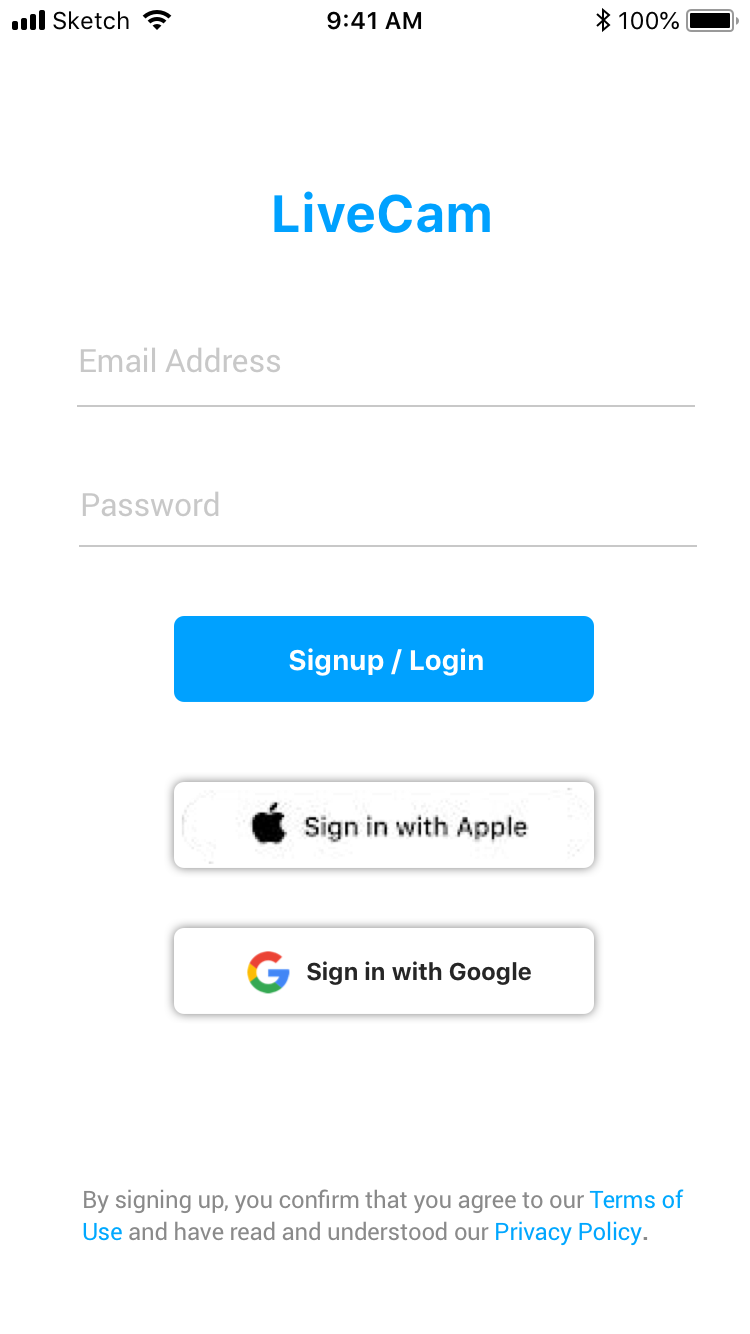 Sketch 9:41 AM 100%
LiveCam
Email Address
Password
Signup / Login
Sign in with Apple
Sign in with Google
By signing up, you confirm that you agree to our Terms of
Use and have read and understood our Privacy Policy.